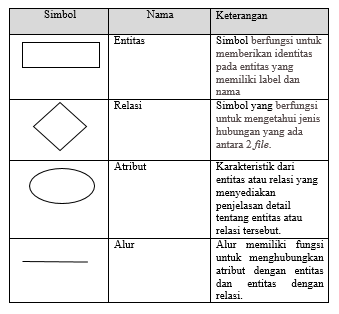 Simbol Nama Keterangan
Entitas Simbol berfungsi untuk
memberikan identitas
pada entitas yang
memiliki label dan
nama
Relasi Simbol yang berfungsi
untuk mengetahui jenis
hubungan yang ada
antara 2 file.
Atribut Karakteristik dari
entitas atau relasi yang
menyediakan
penjelasan detail
tentang entitas atau
relasi tersebut.
Alur Alur memiliki fungsi
untuk menghubungkan
atribut dengan entitas
dan entitas dengan
relasi.